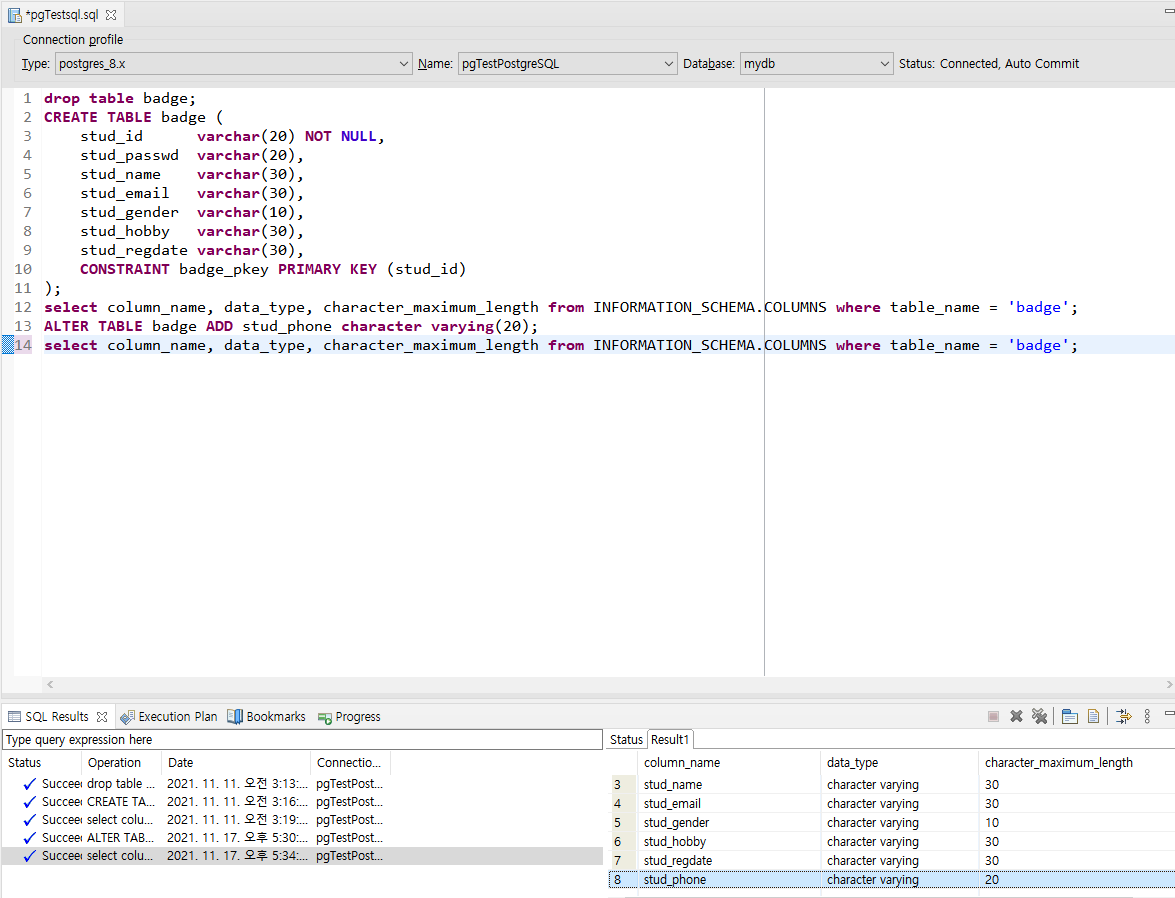 *pgTestsql.sql
Connection profile
Type: postgres_8.x Name: pgTestPostgreSQL Database: mydb Status: Connected, Auto Commit
1 drop table badge;
2 CREATE TABLE badge (
3 stud_id varchar(20) NOT NULL,
4 stud_passwd varchar(20),
5 stud_name varchar(30),
6 stud_email varchar(30),
7 stud_gender varchar(10),
8 stud_hobby varchar(30),
9 stud_regdate varchar(30),
10 CONSTRAINT badge_pkey PRIMARY KEY (stud_id)
11 );
12 select column_name, data_type, character_maximum_length from INFORMATION_SCHEMA.COLUMNS where table_name = 'badge';
13 ALTER TABLE badge ADD stud_phone character varying(20);
14 select column_name, data_type, character_maximum_length from INFORMATION_SCHEMA.COLUMNS where table_name = 'badge';
SQL Results Execution Plan Bookmarks Progress
Type query expression here
Status Operation Date Connectio...
Succee drop table ... 2021. 11. 11. 오전 3:13:... pgTestPost...
Succee CREATE TA... 2021. 11. 11. 오전 3:16:... pgTestPost...
Succee select colu... 2021. 11. 11. 오전 3:19:... pgTestPost...
Succee ALTER TAB... 2021. 11. 17. 오후 5:30:... pgTestPost...
Succee select colu... 2021. 11. 17. 오후 5:34:... pgTestPost...
Status Result1
column_name data_type character_maximum_length
3 stud_name character varying 30
4 stud_email character varying 30
5 stud_gender character varying 10
6 stud_hobby character varying 30
7 stud_regdate character varying 30
8 stud_phone character varying 20